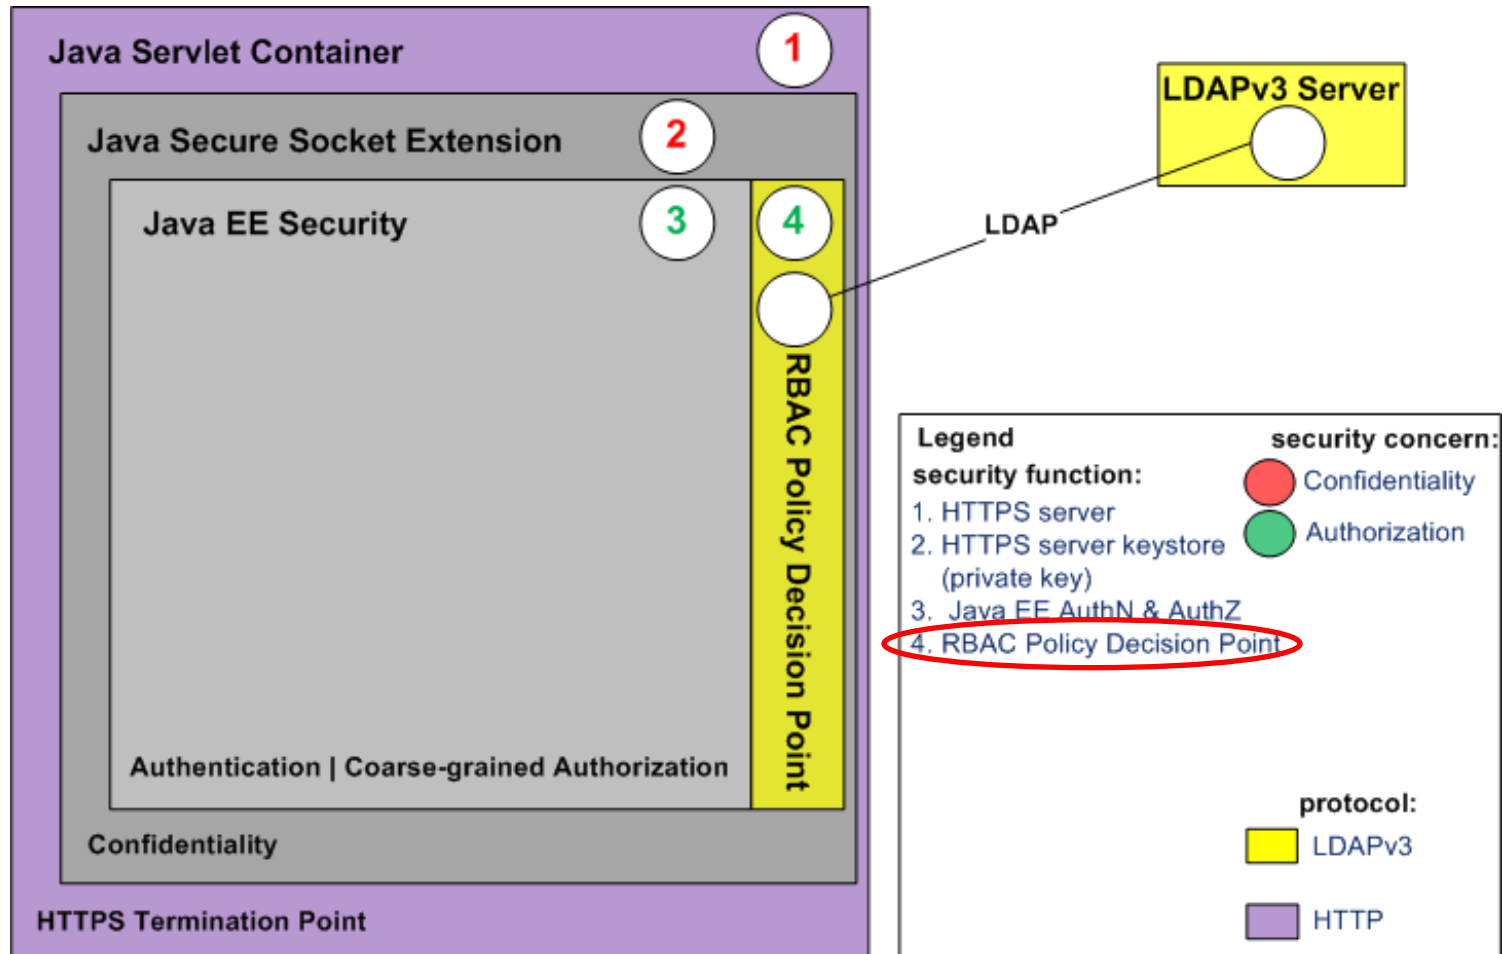 Java Servlet Container
1
Java Secure Socket Extension
2
Java EE Security
3
4
RBAC Policy Decision Point
Authentication | Coarse-grained Authorization
Confidentiality
HTTPS Termination Point
LDAPv3 Server
LDAP
Legend
security function:
1. HTTPS server
2. HTTPS server keystore
(private key)
3. Java EE AuthN & AuthZ
4. RBAC Policy Decision Point
security concern:
Confidentiality
Authorization
protocol:
LDAPv3
HTTP